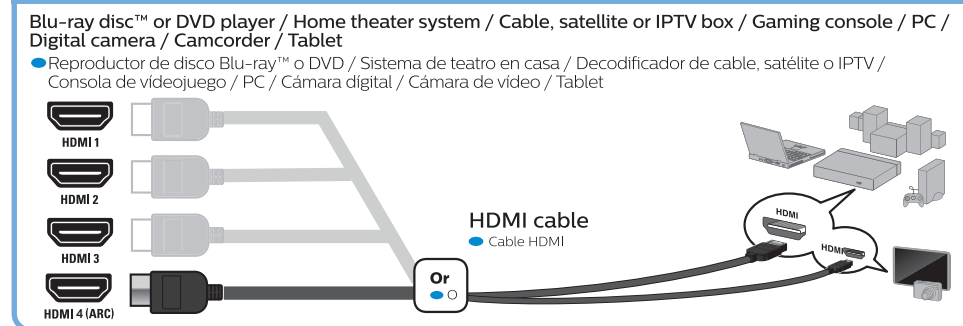 Blu-ray disc™ or DVD player / Home theater system / Cable, satellite or IPTV box / Gaming console / PC /
Digital camera / Camcorder / Tablet
Reproductor de disco Blu-ray™ o DVD / Sistema de teatro en casa / Decodificador de cable, satélite o IPTV /
Consola de vídeojuego / PC / Cámara dígital / Cámara de vídeo / Tablet
HDMI 1
HDMI 2
HDMI 3
HDMI 4 (ARC)
Or
HDMI cable
Cable HDMI
HDMI
HDMI